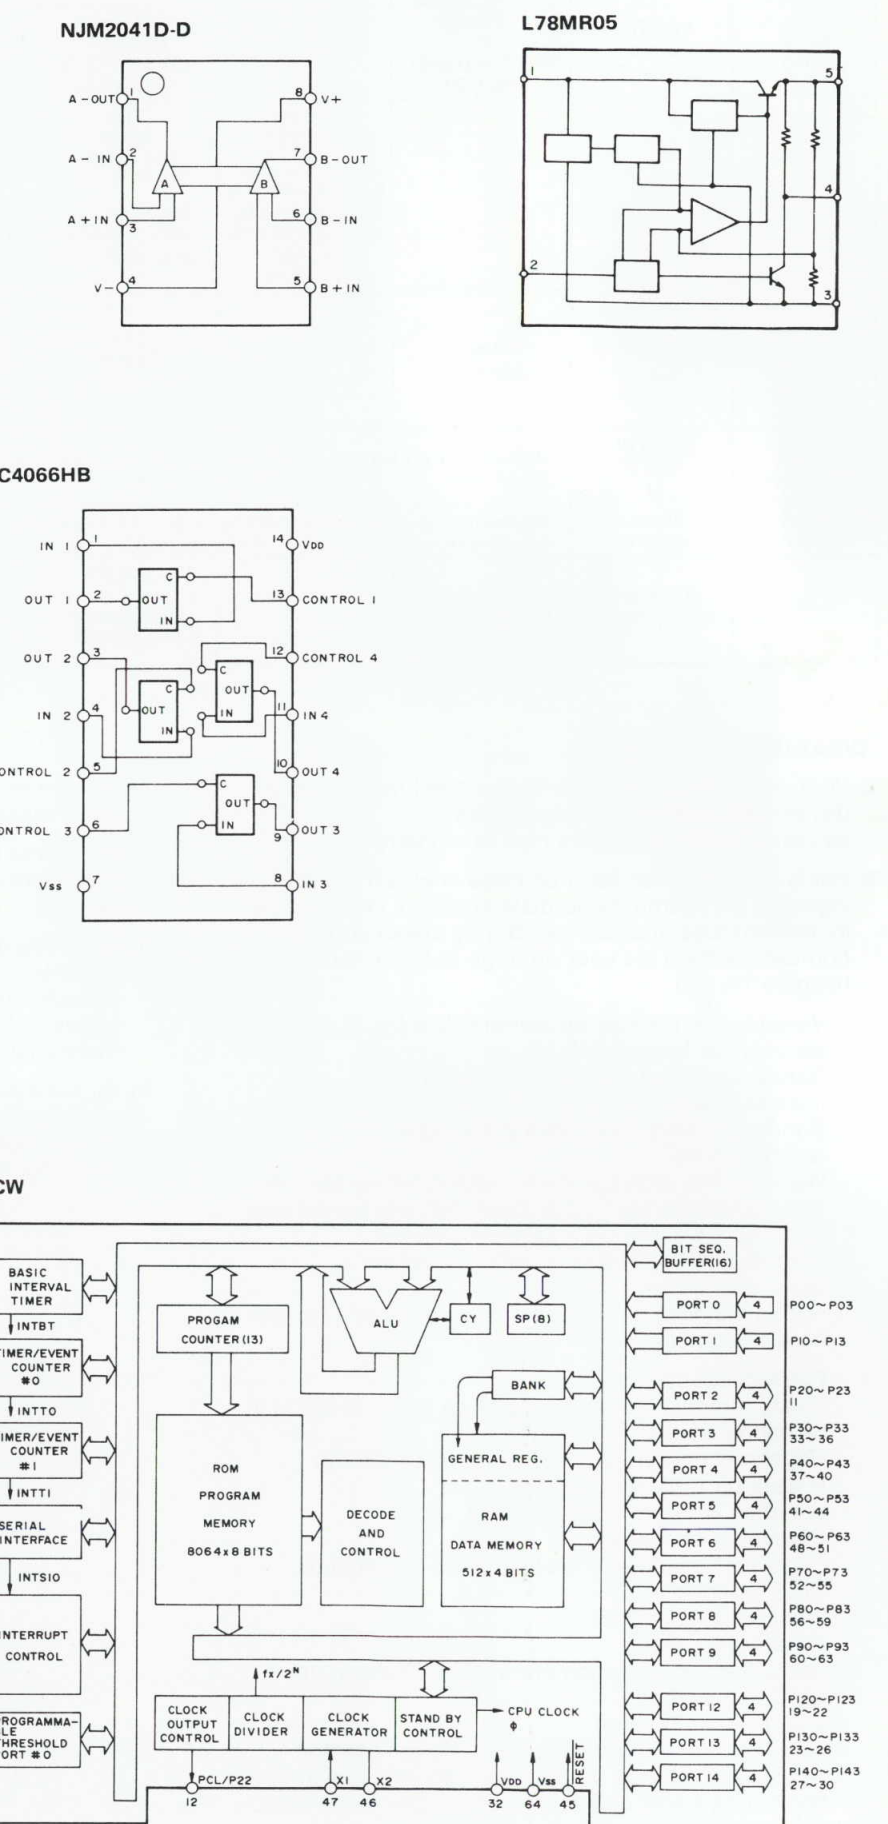 NJM2041D-D
A-OUT 1 8 V+
A- IN 2 7 B-OUT
A B
A+IN 3 6 B-IN
V- 4 5 B+IN
L78MR05
1 5
4
2
3
C4066HB
IN 1 1 14 VDD
C
OUT 1 2 OUT 13 CONTROL 1
IN
OUT 2 3 12 CONTROL 4
C C
OUT OUT
IN 2 4 IN 11 IN 4
IN
ONTROL 2 5 10 OUT 4
C
OUT
ONTROL 3 6 IN 9 OUT 3
Vss 7 8 IN 3
CW
BASIC
INTERVAL
TIMER
INTBT
TIMER/EVENT
COUNTER
#0
INTTO
IMER/EVENT
COUNTER
#1
INTTI
SERIAL
INTERFACE
INTSIO
INTERRUPT
CONTROL
PROGRAMMA-
LE
THRESHOLD
PORT #0
PROGAM
COUNTER (13)
ALU
CY
SP(8)
BANK
GENERAL REG.
RAM
DATA MEMORY
512x4 BITS
ROM
PROGRAM
MEMORY
8064x8 BITS
DECODE
AND
CONTROL
fx/2N
CLOCK
OUTPUT
CONTROL
CLOCK
DIVIDER
CLOCK
GENERATOR
STAND BY
CONTROL
CPU CLOCK
ϕ
PCL/P22 X1 X2 VDD Vss RESET
12 47 46 32 64 45
BIT SEQ.
BUFFER(16)
PORT 0 4 P00~P03
PORT 1 4 P10~P13
PORT 2 4 P20~P23
11
PORT 3 4 P30~P33
33~36
PORT 4 4 P40~P43
37~40
PORT 5 4 P50~P53
41~44
PORT 6 4 P60~P63
48~51
PORT 7 4 P70~P73
52~55
PORT 8 4 P80~P83
56~59
PORT 9 4 P90~P93
60~63
PORT 12 4 P120~P123
19~22
PORT 13 4 P130~P133
23~26
PORT 14 4 P140~P143
27~30